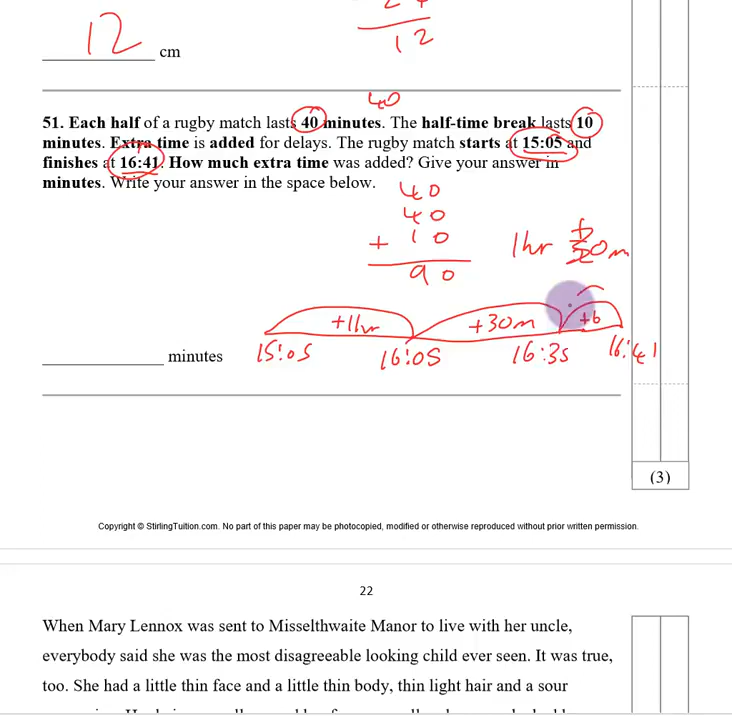 12
12
cm
40
51. Each half of a rugby match lasts 40 minutes. The half-time break lasts 10
minutes. Extra time is added for delays. The rugby match starts at 15:05 and
finishes at 16:41. How much extra time was added? Give your answer in
minutes. Write your answer in the space below.
40
40
+ 10
90
1hr 30m
+1hr
+30m
+6
15:05
16:05
16:35
16:41
minutes
(3)
Copyright © StirlingTuition.com. No part of this paper may be photocopied, modified or otherwise reproduced without prior written permission.
22
When Mary Lennox was sent to Misselthwaite Manor to live with her uncle,
everybody said she was the most disagreeable looking child ever seen. It was true,
too. She had a little thin face and a little thin body, thin light hair and a sour